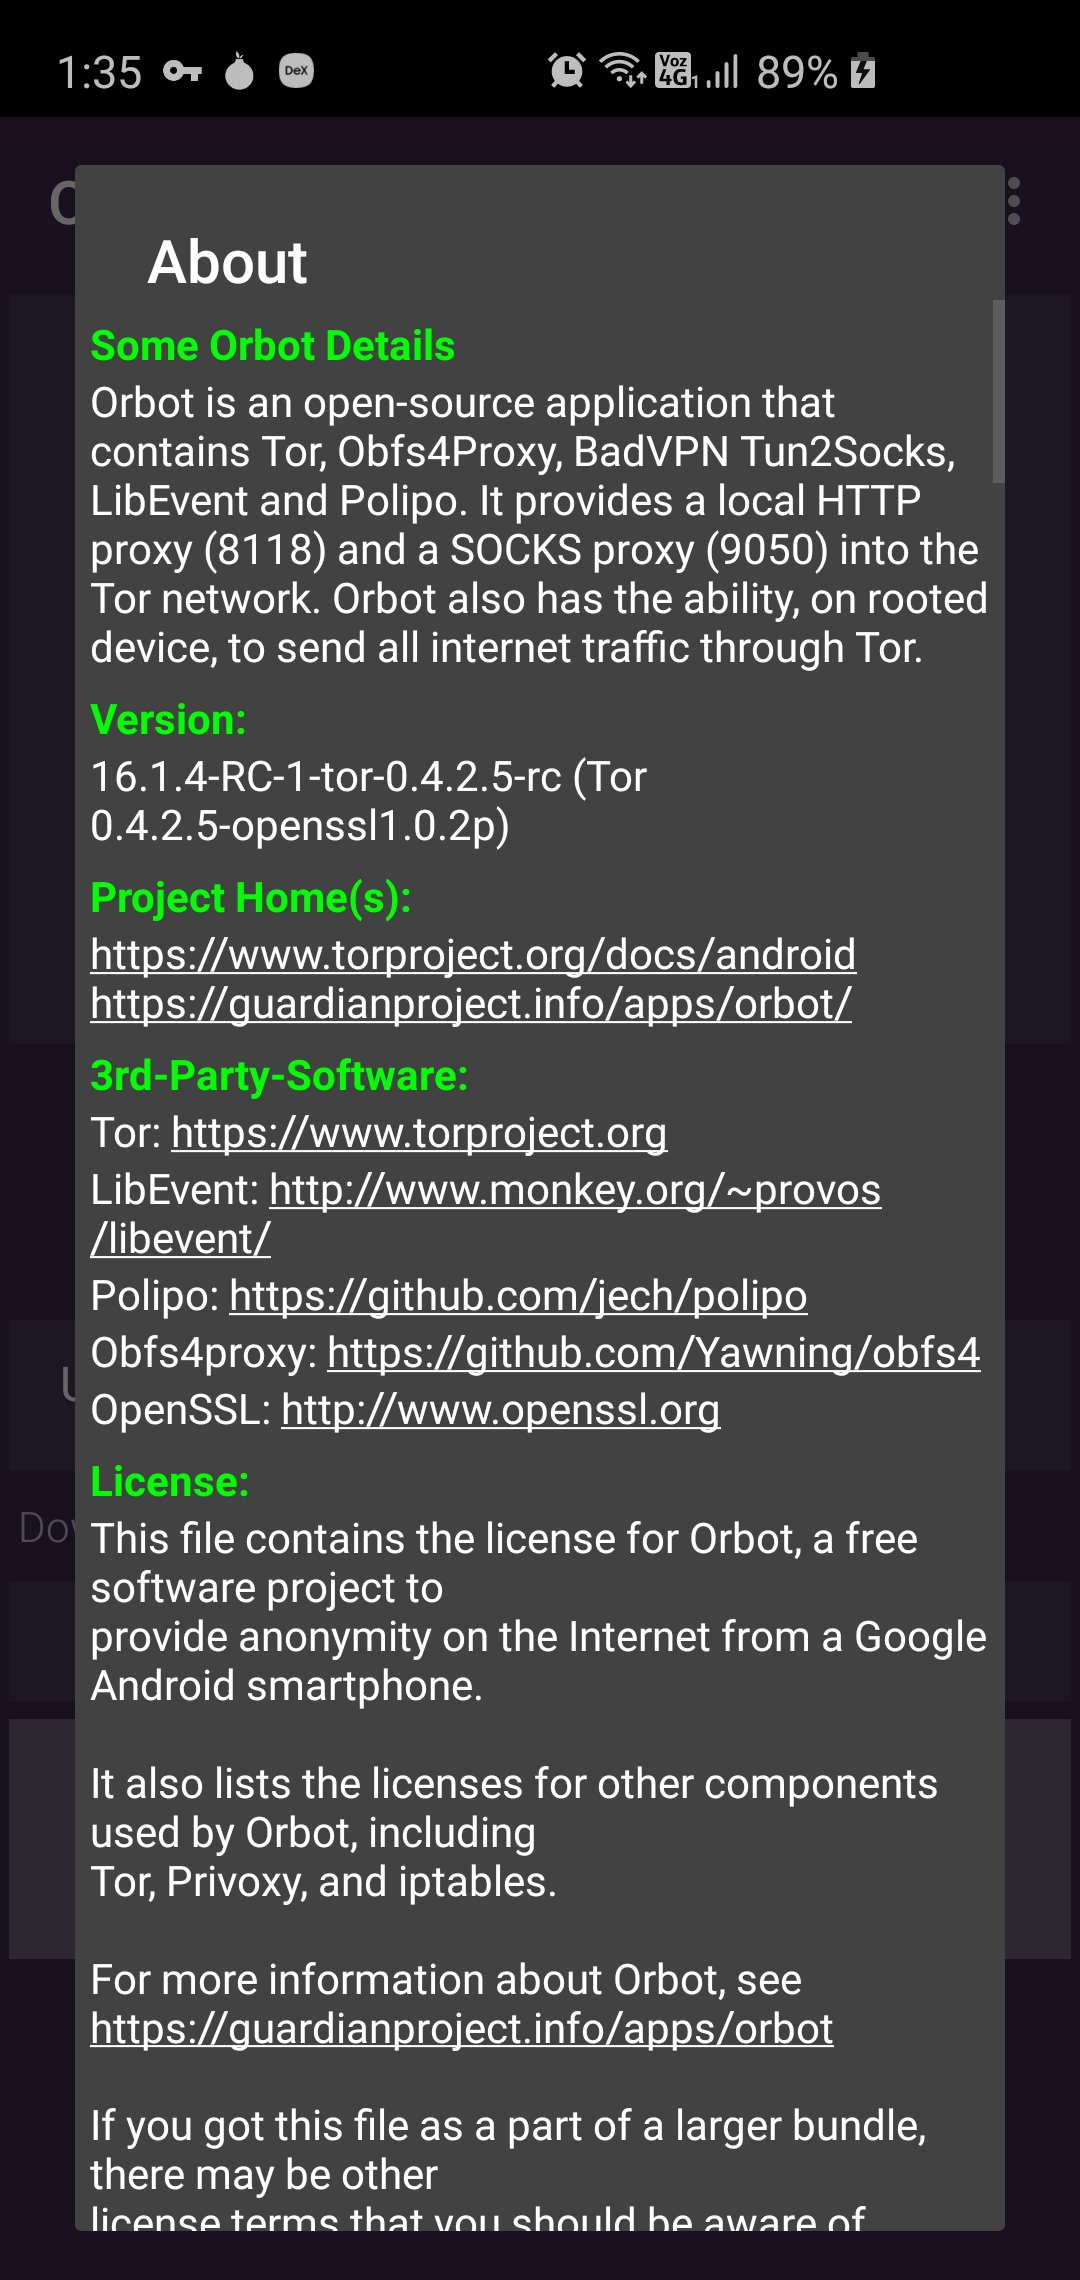 1:35
DeX
Voz
4G 1
89%
About
Some Orbot Details
Orbot is an open-source application that
contains Tor, Obfs4Proxy, BadVPN Tun2Socks,
LibEvent and Polipo. It provides a local HTTP
proxy (8118) and a SOCKS proxy (9050) into the
Tor network. Orbot also has the ability, on rooted
device, to send all internet traffic through Tor.
Version:
16.1.4-RC-1-tor-0.4.2.5-rc (Tor
0.4.2.5-openssl1.0.2p)
Project Home(s):
https://www.torproject.org/docs/android
https://guardianproject.info/apps/orbot/
3rd-Party-Software:
Tor: https://www.torproject.org
LibEvent: http://www.monkey.org/~provos
/libevent/
Polipo: https://github.com/jech/polipo
Obfs4proxy: https://github.com/Yawning/obfs4
OpenSSL: http://www.openssl.org
License:
This file contains the license for Orbot, a free
software project to
provide anonymity on the Internet from a Google
Android smartphone.
It also lists the licenses for other components
used by Orbot, including
Tor, Privoxy, and iptables.
For more information about Orbot, see
https://guardianproject.info/apps/orbot
If you got this file as a part of a larger bundle,
there may be other
license terms that you should be aware of